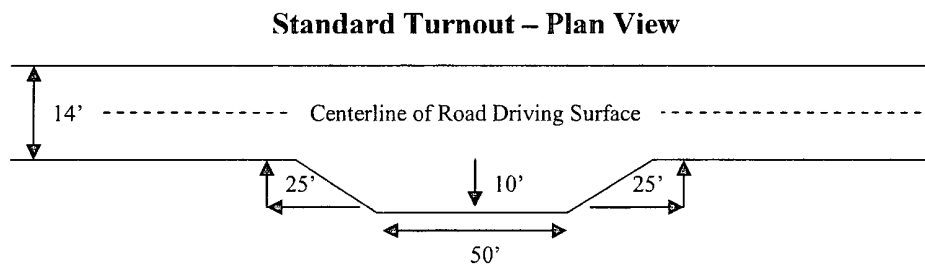 Standard Turnout – Plan View
14’ Centerline of Road Driving Surface
25’ 10’ 25’
50’